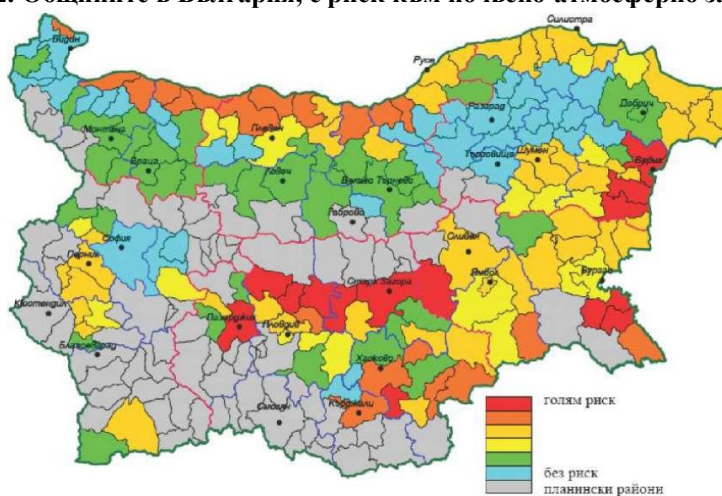 Общините в България, с риск към почвено атмосферно за
Силистра
Видин
Русе
Разград
Добрич
Монтана
Плевен
Шумен
Варна
Търговище
Враца
Ловеч
Велико Търново
Габрово
София
Сливен
Перник
Ямбол
Бургас
Стара Загора
Кюстендил
Пазарджик
Пловдив
Благоевград
Хасково
Смолян
Кърджали
голям риск
без риск
планински райони